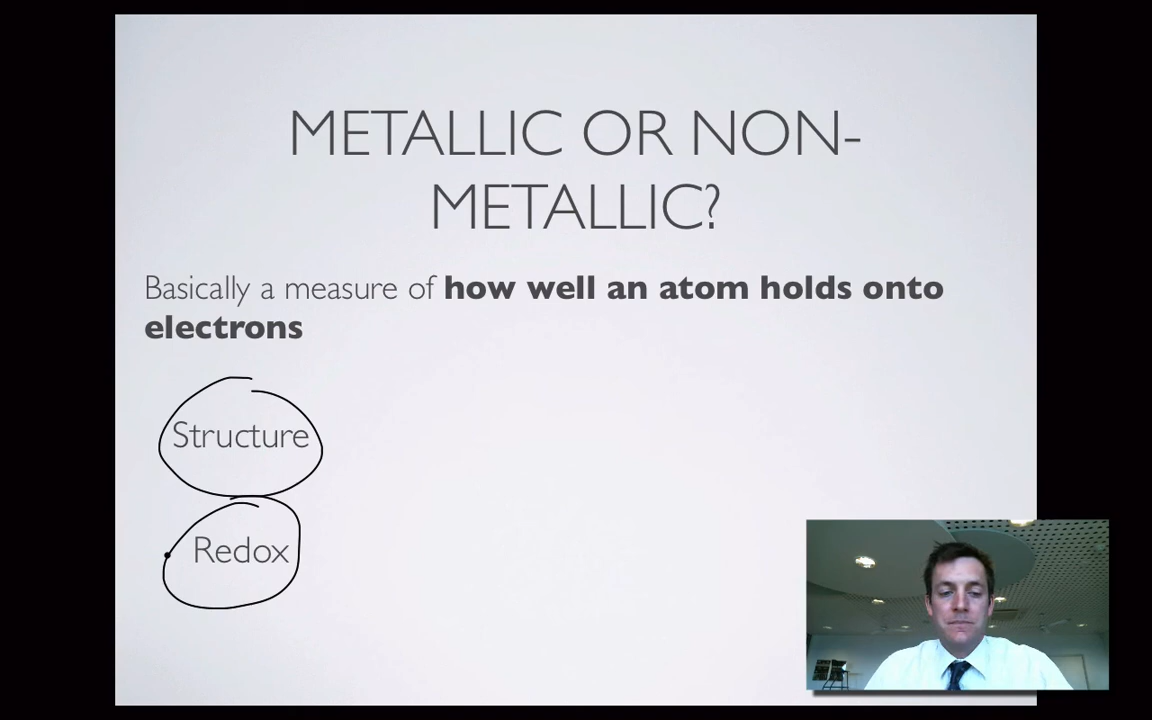 METALLIC OR NON-
METALLIC?
Basically a measure of how well an atom holds onto
electrons
Structure
Redox